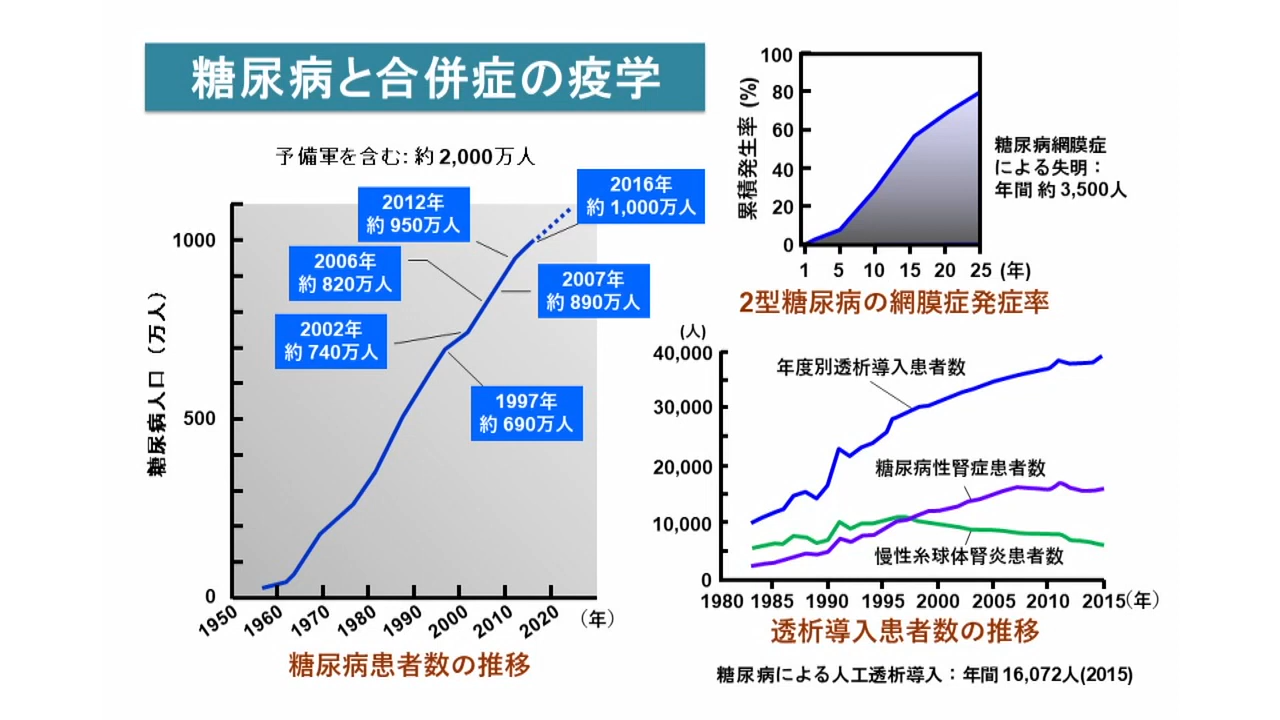 糖尿病と合併症の疫学
予備軍を含む: 約 2,000万人
2016年
約 1,000万人
2012年
約 950万人
2006年
約 820万人
2007年
約 890万人
2002年
約 740万人
1997年
約 690万人
糖尿病人口（万人）
1000
500
0
1950 1960 1970 1980 1990 2000 2010 2020 （年）
糖尿病患者数の推移
累積発生率 (%)
100
80
60
40
20
0
1 5 10 15 20 25 (年)
糖尿病網膜症
による失明：
年間 約 3,500人
2型糖尿病の網膜症発症率
(人)
40,000
30,000
20,000
10,000
0
年度別透析導入患者数
糖尿病性腎症患者数
慢性糸球体腎炎患者数
1980 1985 1990 1995 2000 2005 2010 2015（年）
透析導入患者数の推移
糖尿病による人工透析導入：年間 16,072人(2015)